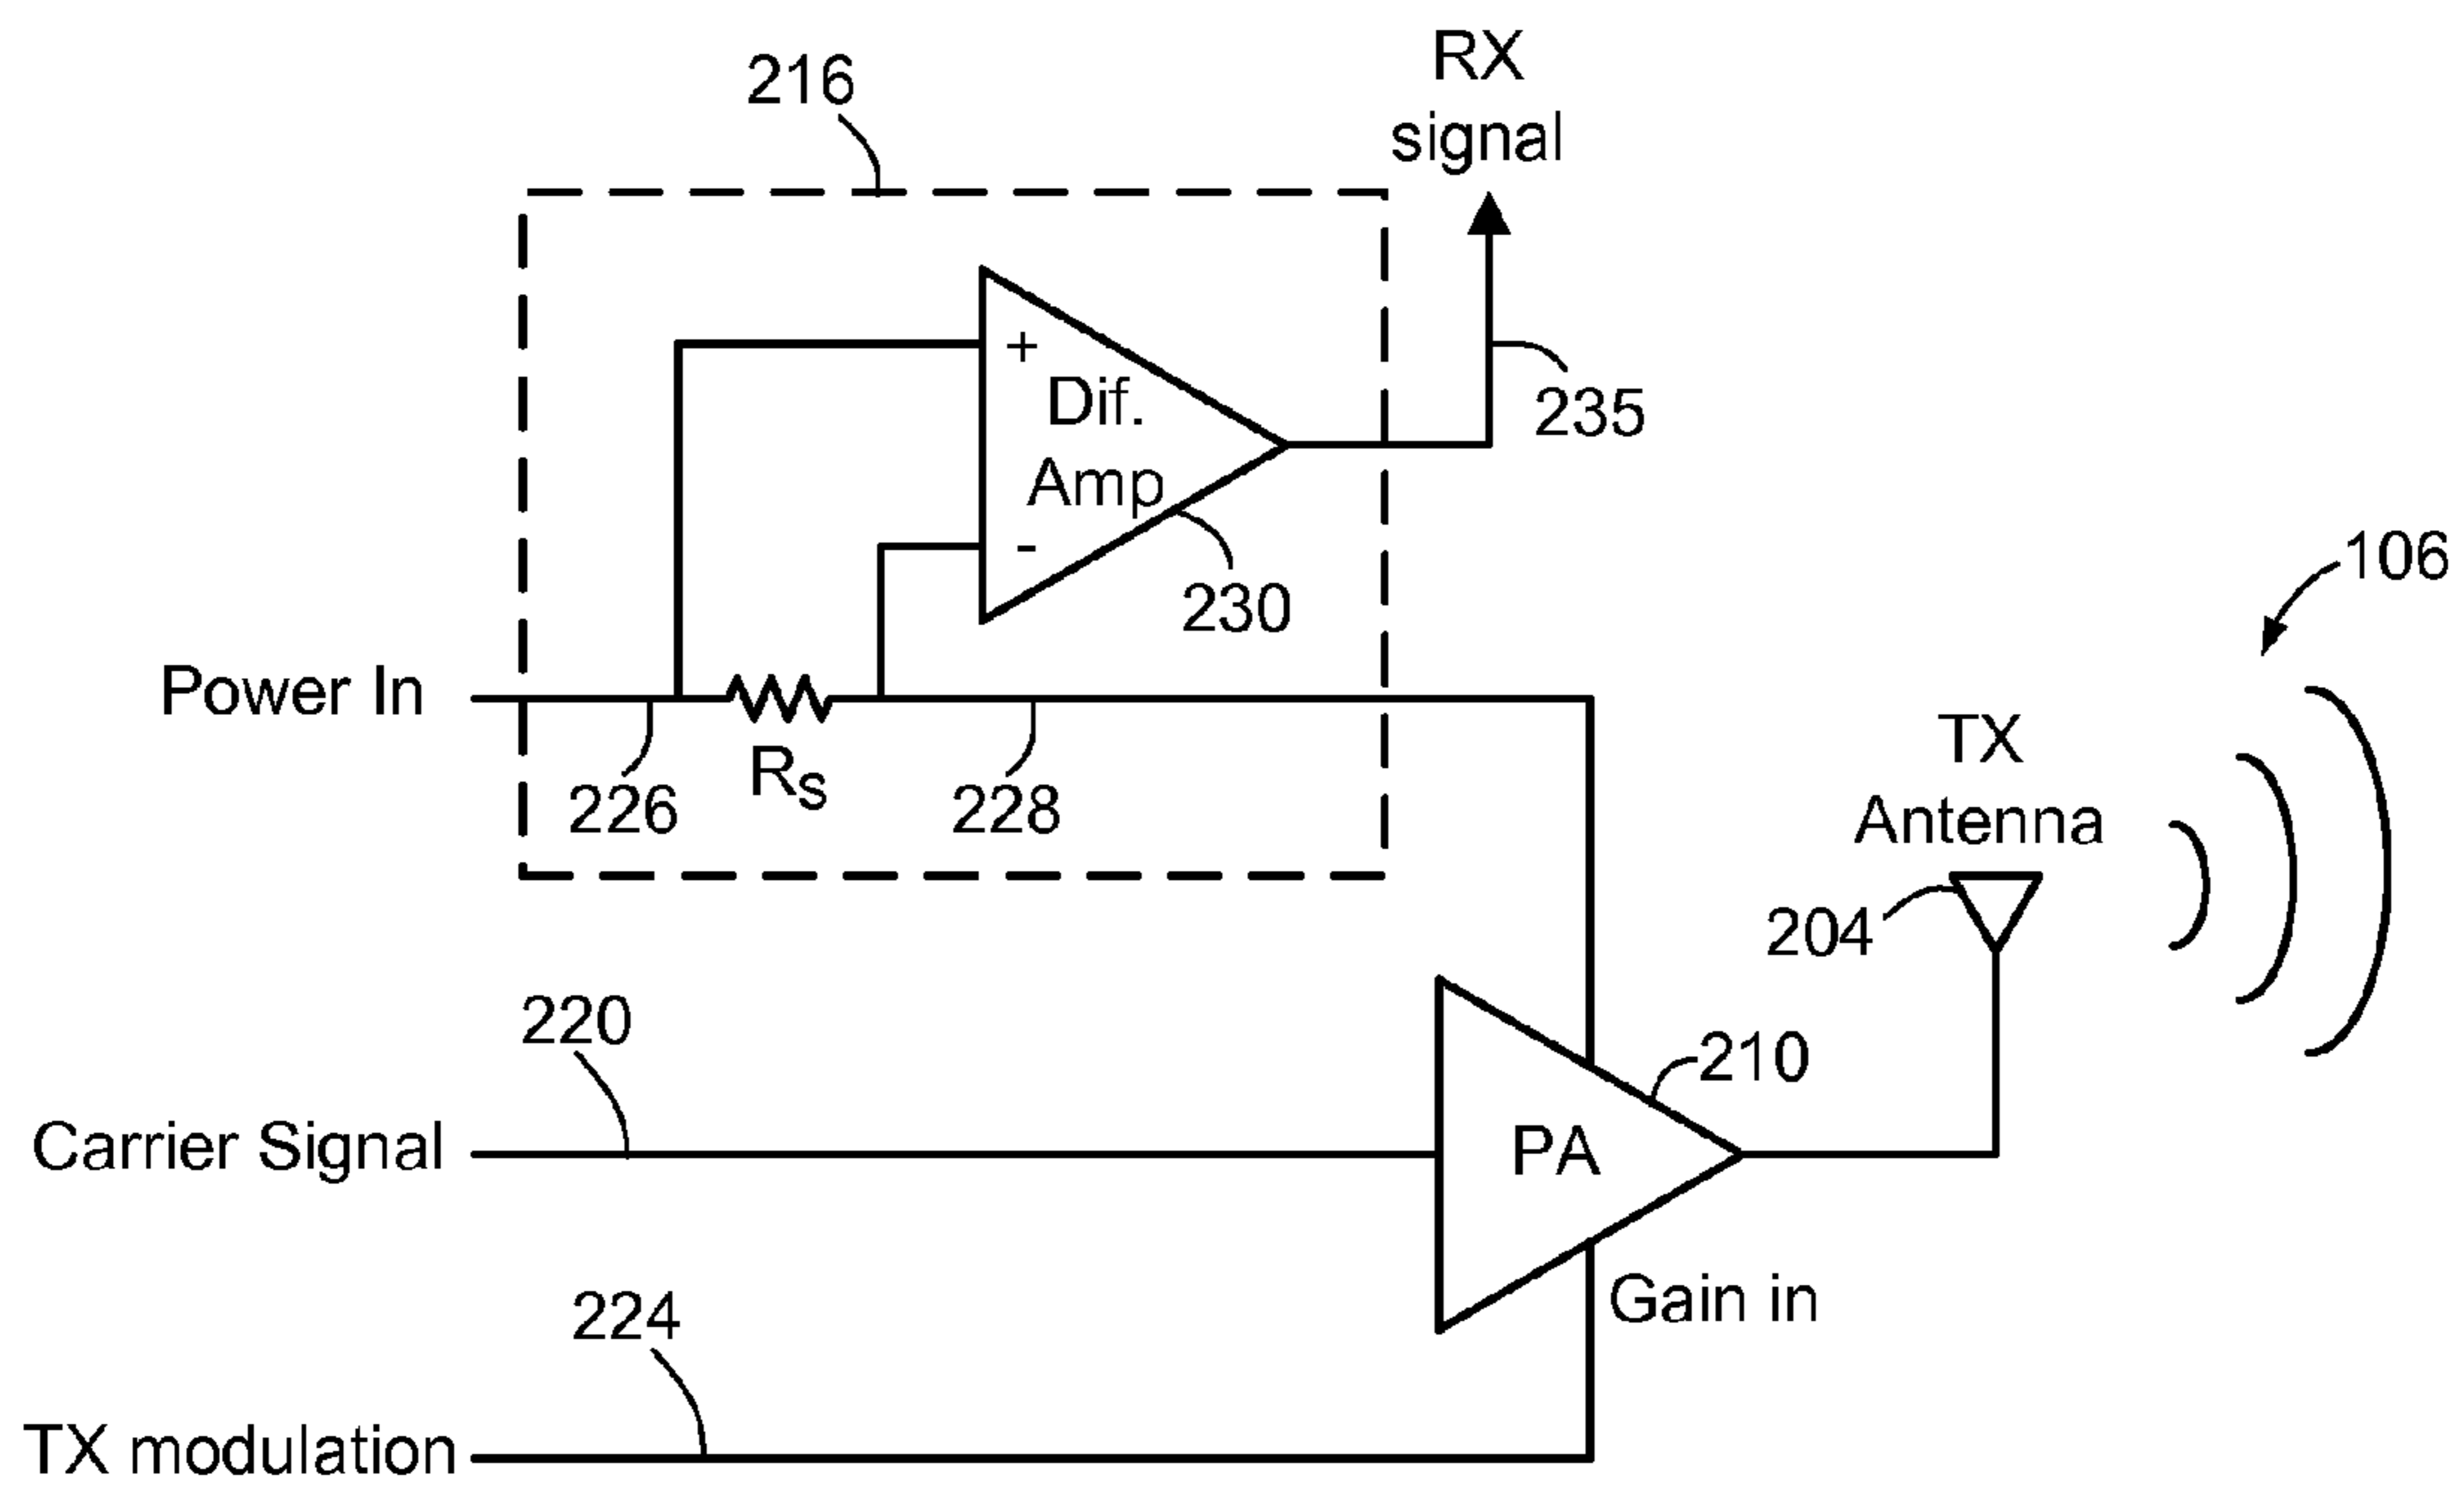 216
RX
signal
+
Dif.
Amp
-
235
230
106
Power In
226
RS
228
TX
Antenna
204
220
210
Carrier Signal
PA
224
Gain in
TX modulation